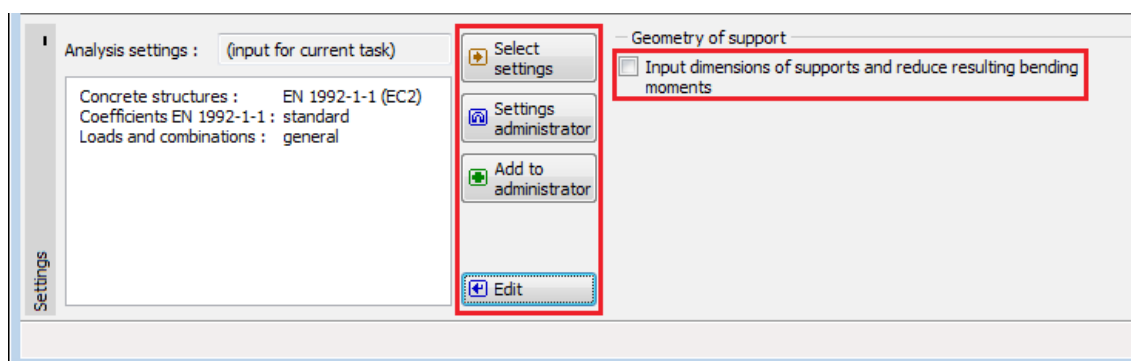 Analysis settings :
(input for current task)
Concrete structures : EN 1992-1-1 (EC2)
Coefficients EN 1992-1-1 : standard
Loads and combinations : general
Select
settings
Settings
administrator
Add to
administrator
Edit
Geometry of support
Input dimensions of supports and reduce resulting bending
moments
Settings